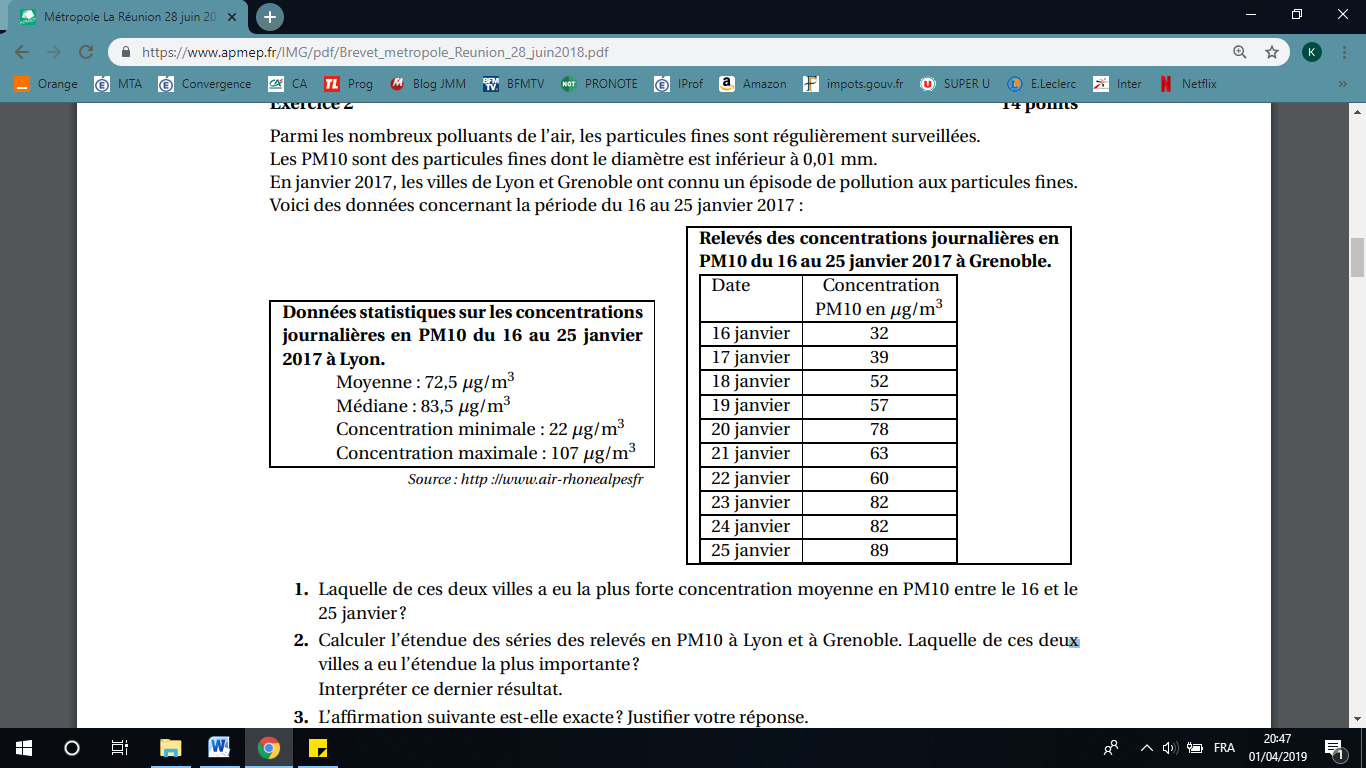 Métropole La Réunion 28 juin 20
https://www.apmep.fr/IMG/pdf/Brevet_metropole_Reunion_28_juin2018.pdf
K
Orange MTA Convergence CA Prog Blog JMM BFMTV PRONOTE IProf Amazon impots.gouv.fr SUPER U E.Leclerc Inter Netflix »
Exercice 2 14 points
Parmi les nombreux polluants de l'air, les particules fines sont régulièrement surveillées.
Les PM10 sont des particules fines dont le diamètre est inférieur à 0,01 mm.
En janvier 2017, les villes de Lyon et Grenoble ont connu un épisode de pollution aux particules fines.
Voici des données concernant la période du 16 au 25 janvier 2017 :
Données statistiques sur les concentrations
journalières en PM10 du 16 au 25 janvier
2017 à Lyon.
Moyenne : 72,5 µg/m³
Médiane : 83,5 µg/m³
Concentration minimale : 22 µg/m³
Concentration maximale : 107 µg/m³
Source : http ://www.air-rhonealpesfr
Relevés des concentrations journalières en
PM10 du 16 au 25 janvier 2017 à Grenoble.
Date Concentration
PM10 en µg/m³
16 janvier 32
17 janvier 39
18 janvier 52
19 janvier 57
20 janvier 78
21 janvier 63
22 janvier 60
23 janvier 82
24 janvier 82
25 janvier 89
1. Laquelle de ces deux villes a eu la plus forte concentration moyenne en PM10 entre le 16 et le
25 janvier ?
2. Calculer l'étendue des séries des relevés en PM10 à Lyon et à Grenoble. Laquelle de ces deux
villes a eu l'étendue la plus importante ?
Interpréter ce dernier résultat.
3. L'affirmation suivante est-elle exacte ? Justifier votre réponse.
FRA
20:47
01/04/2019
1